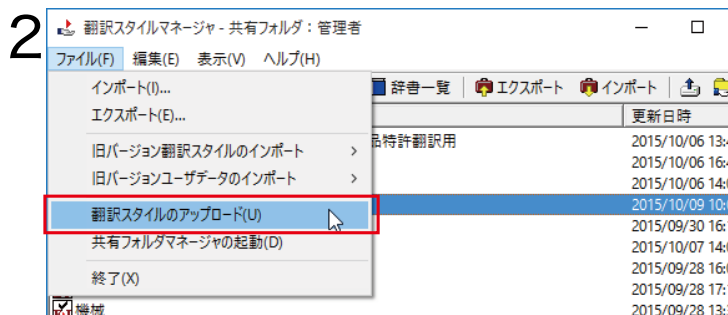 2
翻訳スタイルマネージャ - 共有フォルダ：管理者
ファイル(F) 編集(E) 表示(V) ヘルプ(H)
辞書一覧 エクスポート インポート
インポート(I)...
エクスポート(E)...
旧バージョン翻訳スタイルのインポート
旧バージョンユーザデータのインポート
翻訳スタイルのアップロード(U)
共有フォルダマネージャの起動(D)
終了(X)
機械
品特許翻訳用
更新日時
2015/10/06 13:
2015/10/06 16:
2015/10/06 14:
2015/10/09 10:
2015/09/30 16:
2015/10/07 14:
2015/09/28 16:
2015/09/28 17:
2015/09/28 13: